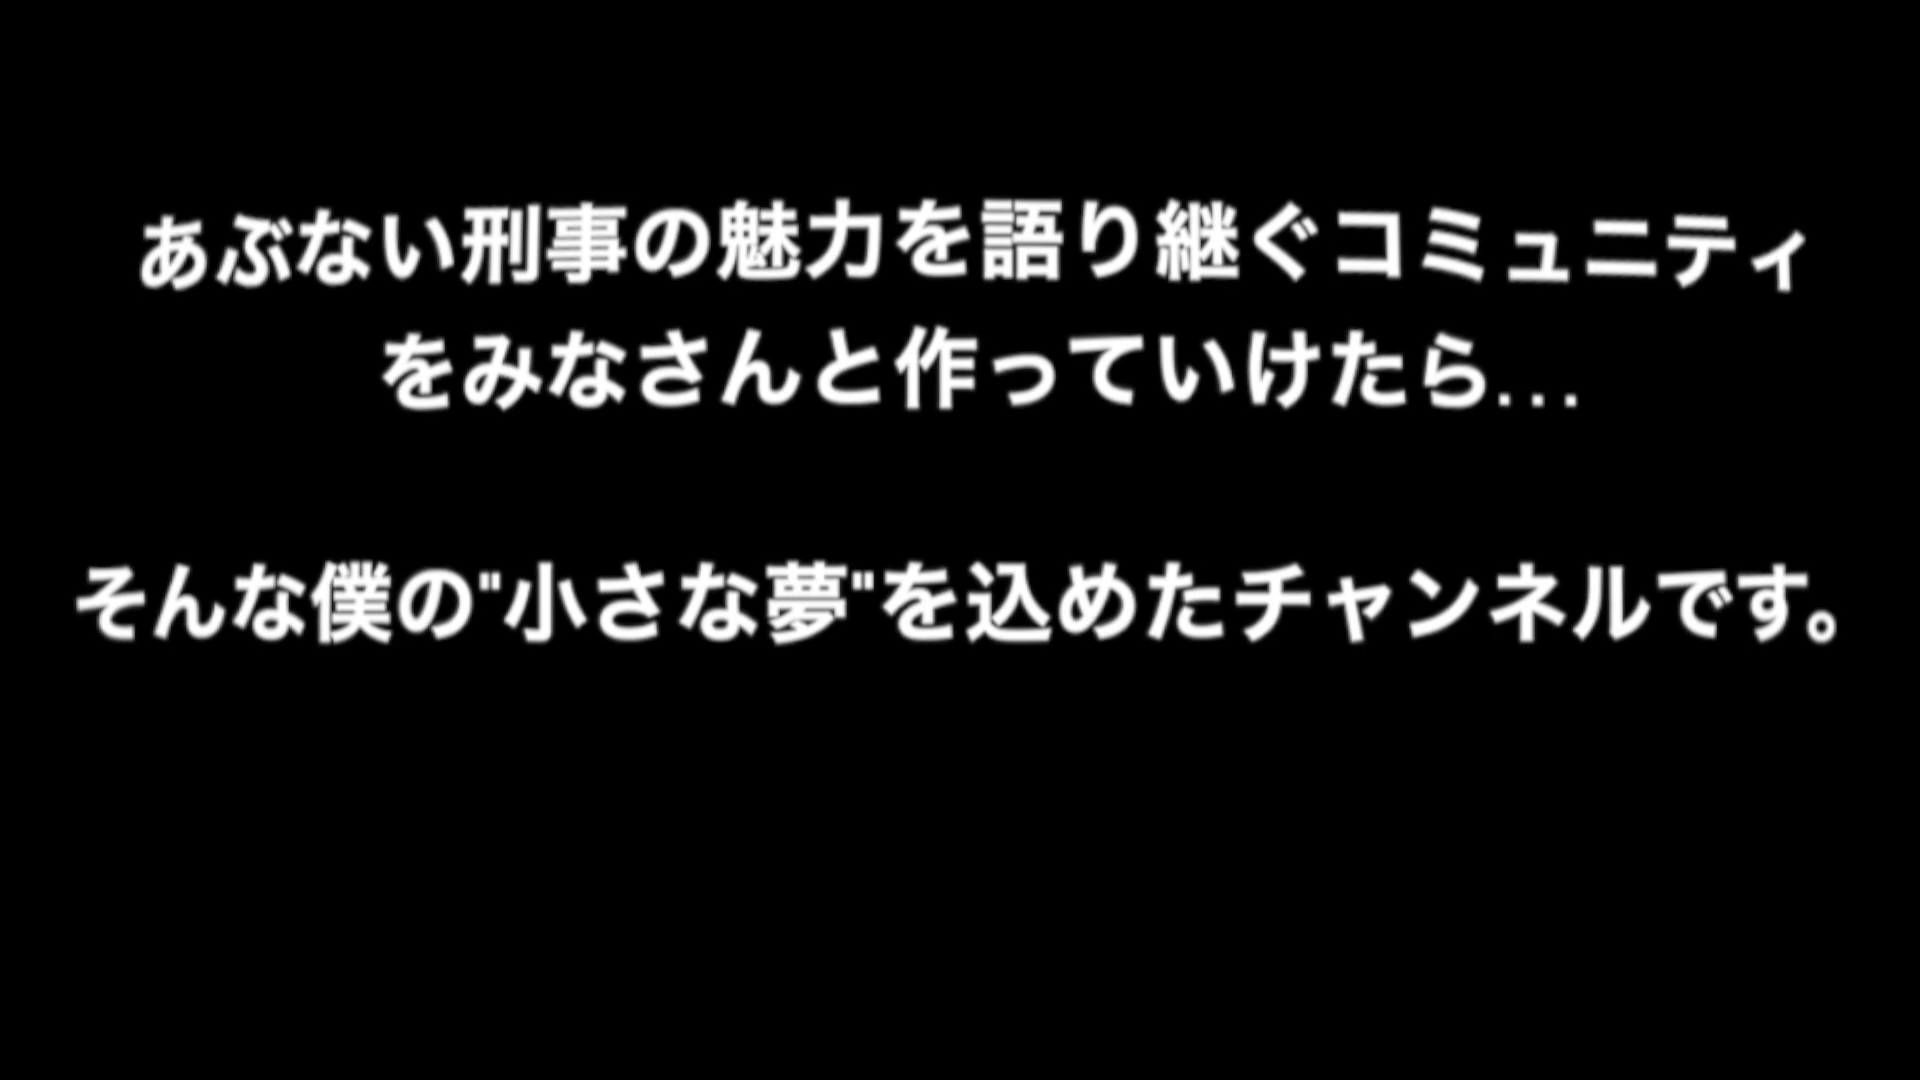 あぶない刑事の魅力を語り継ぐコミュニティ
をみなさんと作っていけたら...
そんな僕の"小さな夢"を込めたチャンネルです。